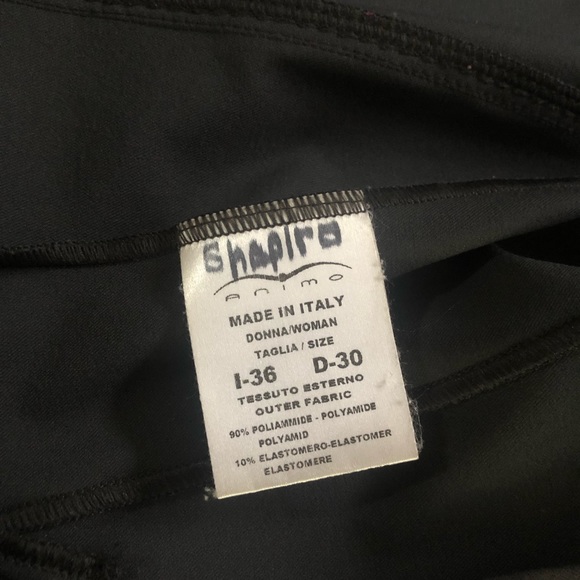 Shapiro
animo
MADE IN ITALY
DONNA/WOMAN
TAGLIA / SIZE
I-36 D-30
TESSUTO ESTERNO
OUTER FABRIC
90% POLIAMMIDE - POLYAMIDE
POLYAMID
10% ELASTOMERO-ELASTOMER
ELASTOMERE